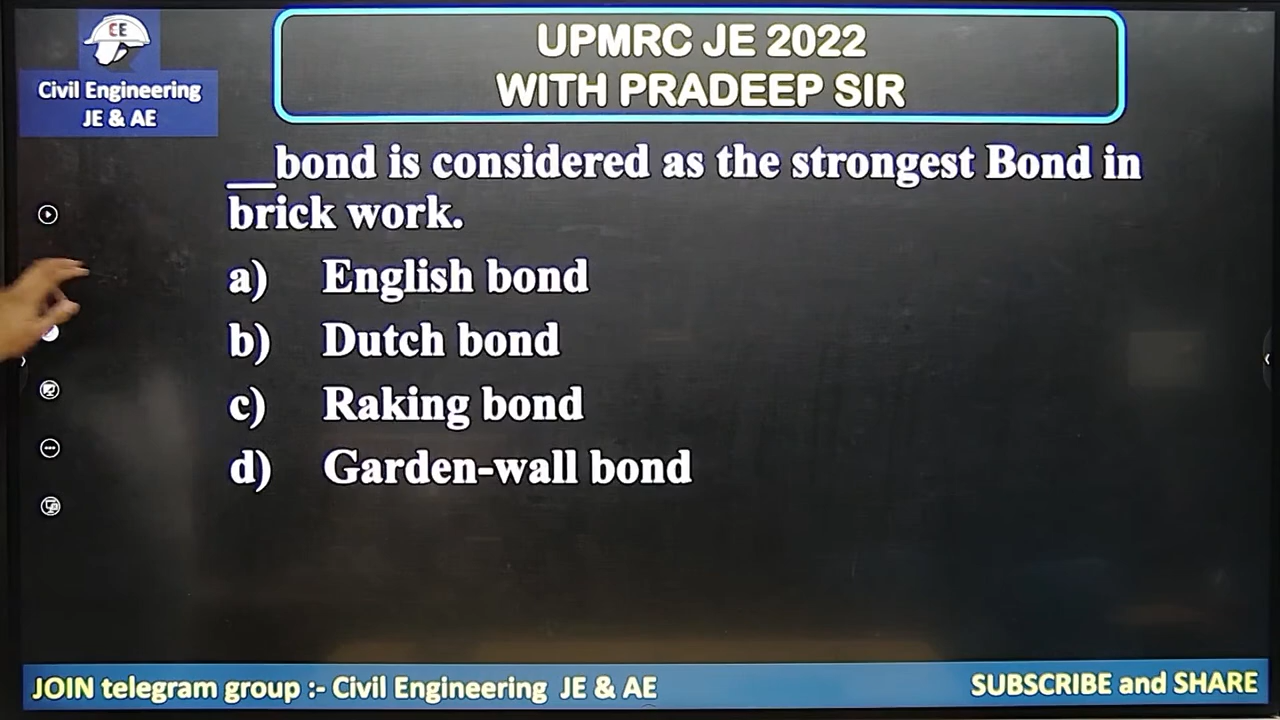 CE
Civil Engineering
JE & AE
UPMRC JE 2022
WITH PRADEEP SIR
__bond is considered as the strongest Bond in
brick work.
a) English bond
b) Dutch bond
c) Raking bond
d) Garden-wall bond
JOIN telegram group :- Civil Engineering JE & AE
SUBSCRIBE and SHARE